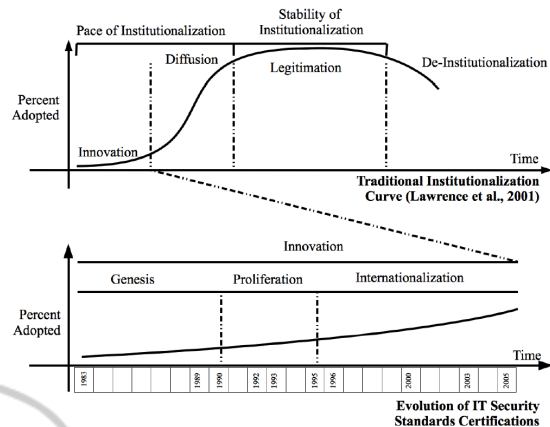 Pace of Institutionalization
Stability of
Institutionalization
Diffusion
Legitimation
De-Institutionalization
Percent
Adopted
Innovation
Time
Traditional Institutionalization
Curve (Lawrence et al., 2001)
Innovation
Genesis
Proliferation
Internationalization
Percent
Adopted
Time
1983
1989
1990
1992
1993
1995
1996
2000
2003
2005
Evolution of IT Security
Standards Certifications